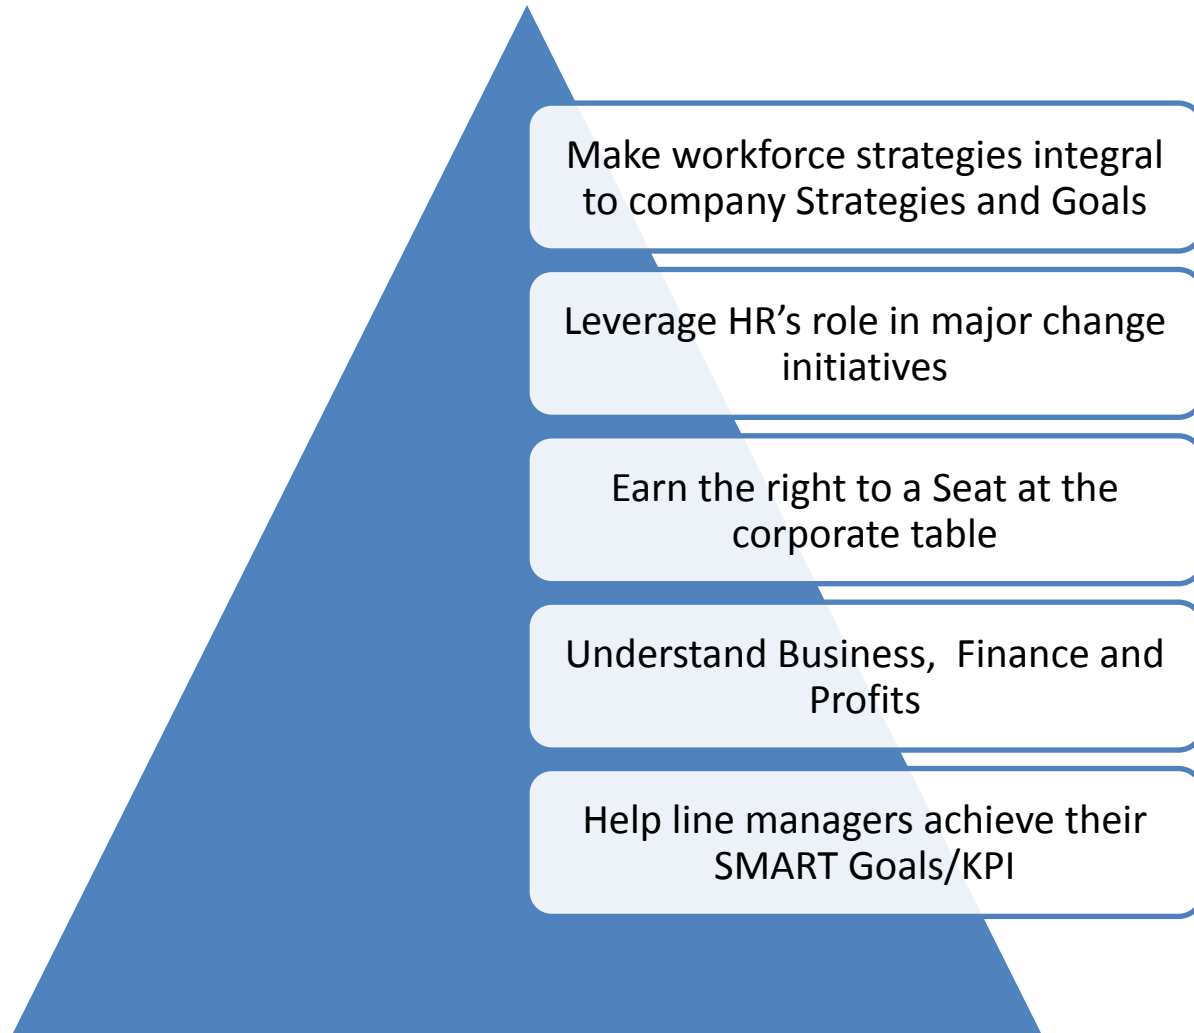 Make workforce strategies integral
to company Strategies and Goals
Leverage HR’s role in major change
initiatives
Earn the right to a Seat at the
corporate table
Understand Business,  Finance and
Profits
Help line managers achieve their
SMART Goals/KPI